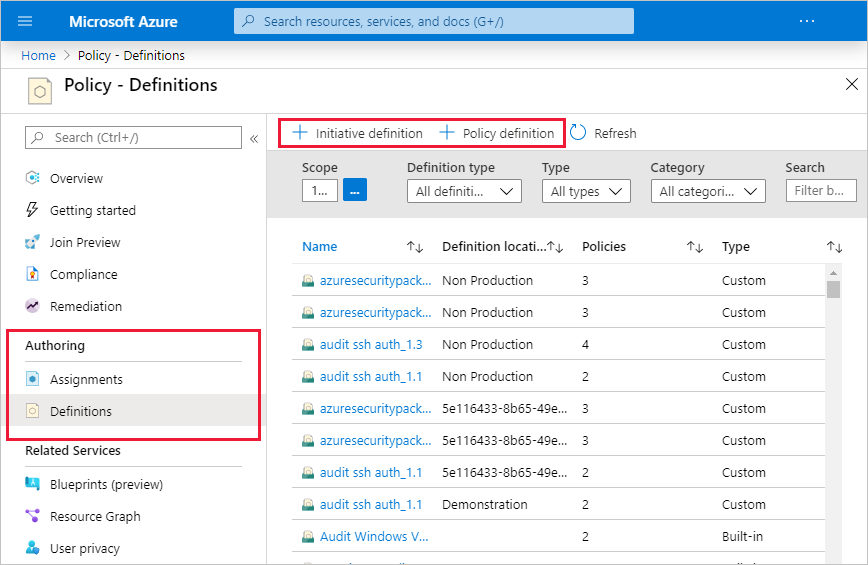 Microsoft Azure
Search resources, services, and docs (G+/)
...
Home > Policy - Definitions
Policy - Definitions
Search (Ctrl+/)
«
Overview
Getting started
Join Preview
Compliance
Remediation
Authoring
Assignments
Definitions
Related Services
Blueprints (preview)
Resource Graph
User privacy
+ Initiative definition + Policy definition Refresh
Scope Definition type Type Category Search
1... ... All definiti... All types All categori... Filter b...
Name Definition locati... Policies Type
azuresecuritypack... Non Production 3 Custom
azuresecuritypack... Non Production 3 Custom
audit ssh auth_1.3 Non Production 4 Custom
audit ssh auth_1.1 Non Production 2 Custom
azuresecuritypack... 5e116433-8b65-49e... 3 Custom
azuresecuritypack... 5e116433-8b65-49e... 3 Custom
audit ssh auth_1.1 5e116433-8b65-49e... 2 Custom
audit ssh auth_1.1 Demonstration 2 Custom
Audit Windows V... 2 Built-in